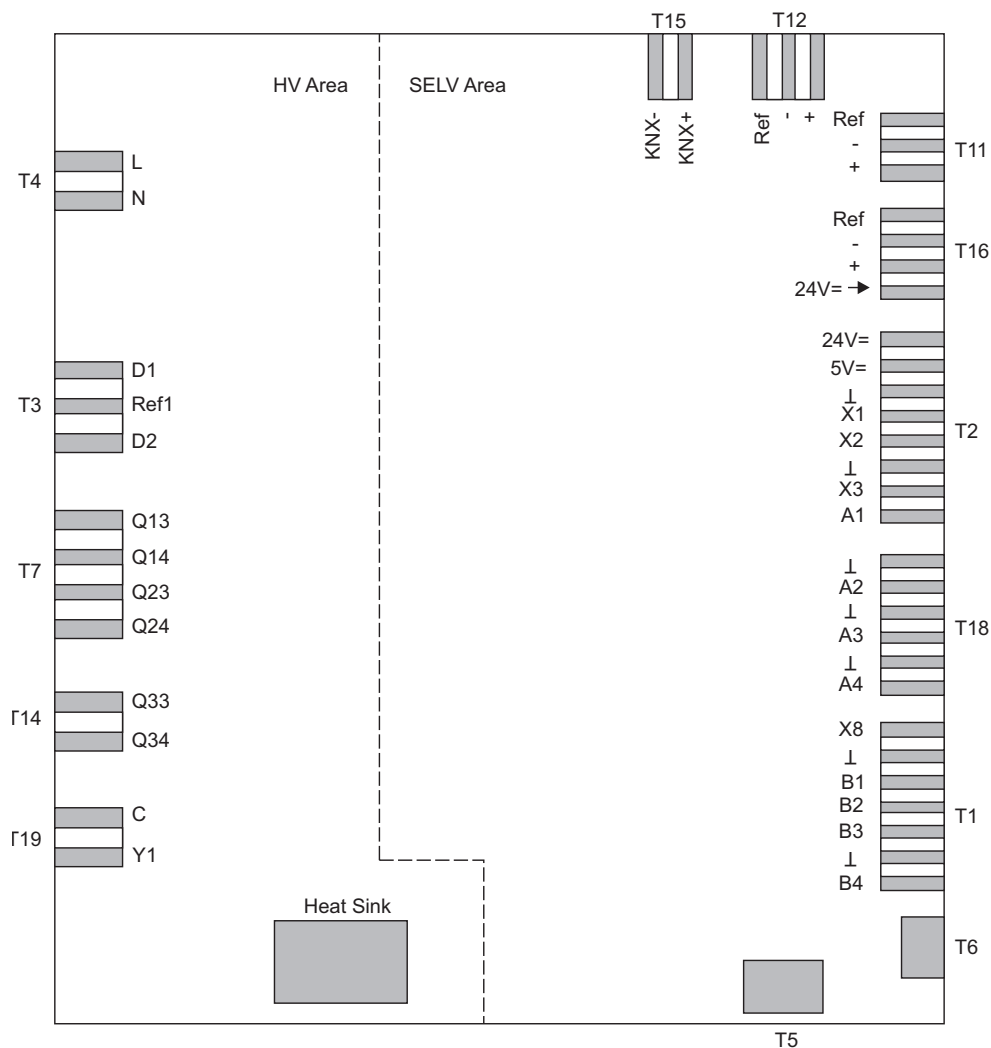 T15 T12
HV Area SELV Area
KNX- KNX+ Ref - +
T4
L
N
T3
D1
Ref1
D2
T7
Q13
Q14
Q23
Q24
T14
Q33
Q34
T19
C
Y1
Heat Sink
Ref
-
+
T11
Ref
-
+
24V=
T16
24V=
5V=
⊥
X1
X2
⊥
X3
A1
T2
⊥
A2
⊥
A3
⊥
A4
T18
X8
⊥
B1
B2
B3
⊥
B4
T1
T6
T5